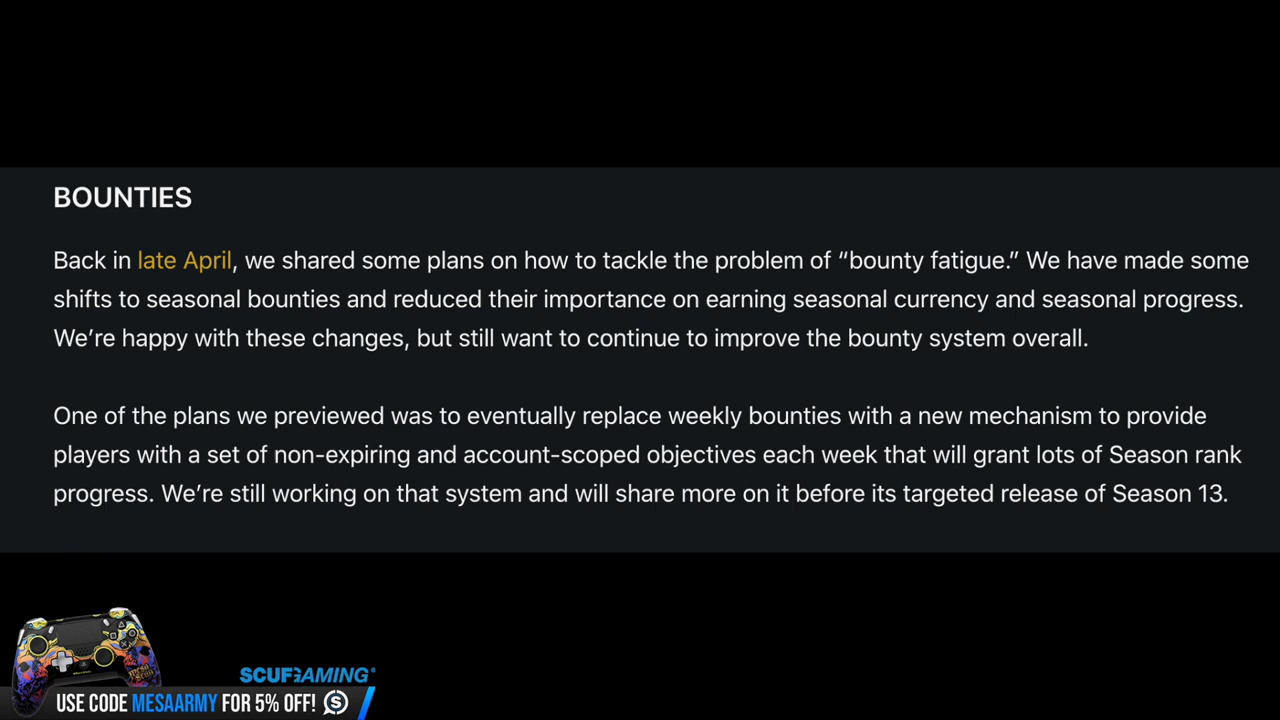 BOUNTIES
Back in late April, we shared some plans on how to tackle the problem of “bounty fatigue.” We have made some
shifts to seasonal bounties and reduced their importance on earning seasonal currency and seasonal progress.
We’re happy with these changes, but still want to continue to improve the bounty system overall.
One of the plans we previewed was to eventually replace weekly bounties with a new mechanism to provide
players with a set of non-expiring and account-scoped objectives each week that will grant lots of Season rank
progress. We’re still working on that system and will share more on it before its targeted release of Season 13.
SCUFGAMING®
USE CODE MESAARMY FOR 5% OFF!